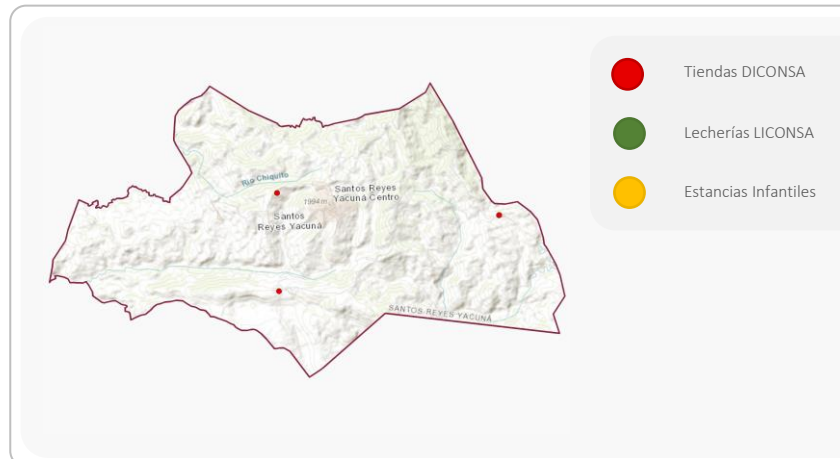 Tiendas DICONSA
Lecherías LICONSA
Estancias Infantiles
Río Chiquito
1994 m
Santos Reyes
Yacuná Centro
Santos
Reyes Yacuná
SANTOS REYES YACUNÁ